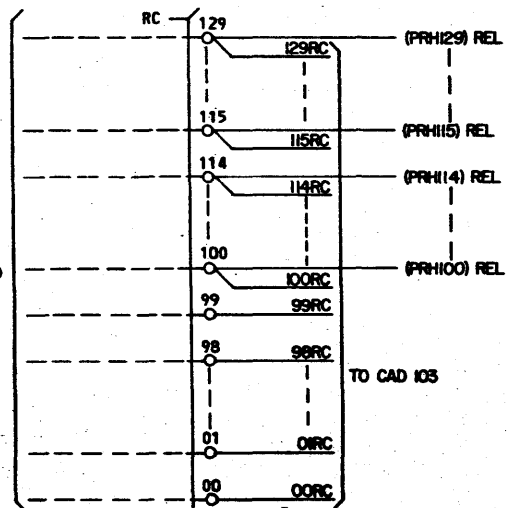 RC
129
(PRH129) REL
129RC
115
(PRH115) REL
115RC
114
(PRH114) REL
114RC
100
(PRH100) REL
100RC
99
99RC
98
98RC
TO CAD 103
01
01RC
00
00RC